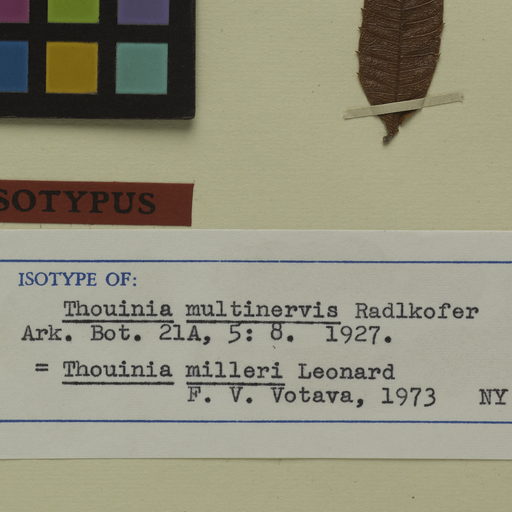 SOTYPUS
ISOTYPE OF:
Thouinia multinervis Radlkofer
Ark. Bot. 21A, 5: 8. 1927.
= Thouinia milleri Leonard
F. V. Votava, 1973 NY